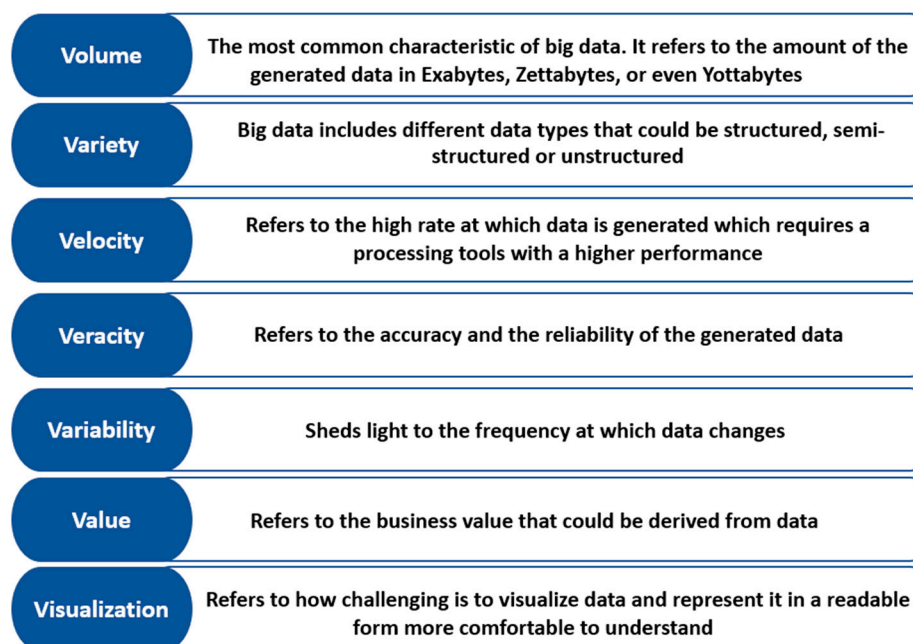 Volume
The most common characteristic of big data. It refers to the amount of the
generated data in Exabytes, Zettabytes, or even Yottabytes
Variety
Big data includes different data types that could be structured, semi-
structured or unstructured
Velocity
Refers to the high rate at which data is generated which requires a
processing tools with a higher performance
Veracity
Refers to the accuracy and the reliability of the generated data
Variability
Sheds light to the frequency at which data changes
Value
Refers to the business value that could be derived from data
Visualization
Refers to how challenging is to visualize data and represent it in a readable
form more comfortable to understand